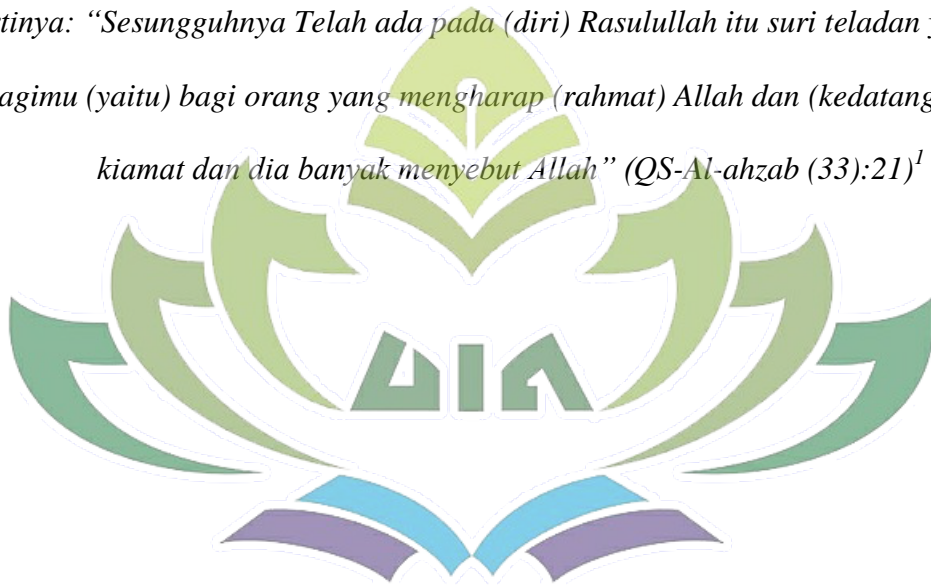 tinya: “Sesungguhnya Telah ada pada (diri) Rasulullah itu suri teladan
agimu (yaitu) bagi orang yang mengharap (rahmat) Allah dan (kedatang
kiamat dan dia banyak menyebut Allah” (QS-Al-ahzab (33):21)1
UIN